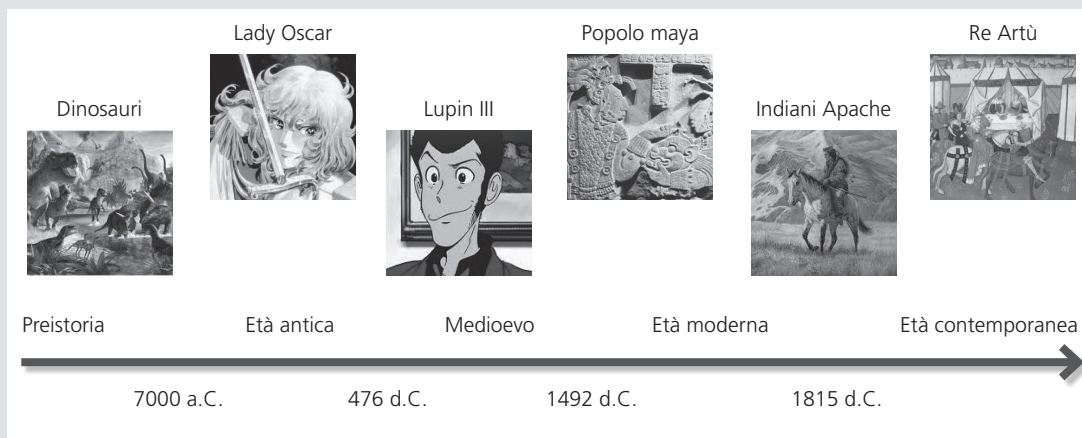 Lady Oscar
Popolo maya
Re Artù
Dinosauri
Lupin III
Indiani Apache
Preistoria
Età antica
Medioevo
Età moderna
Età contemporanea
7000 a.C.
476 d.C.
1492 d.C.
1815 d.C.